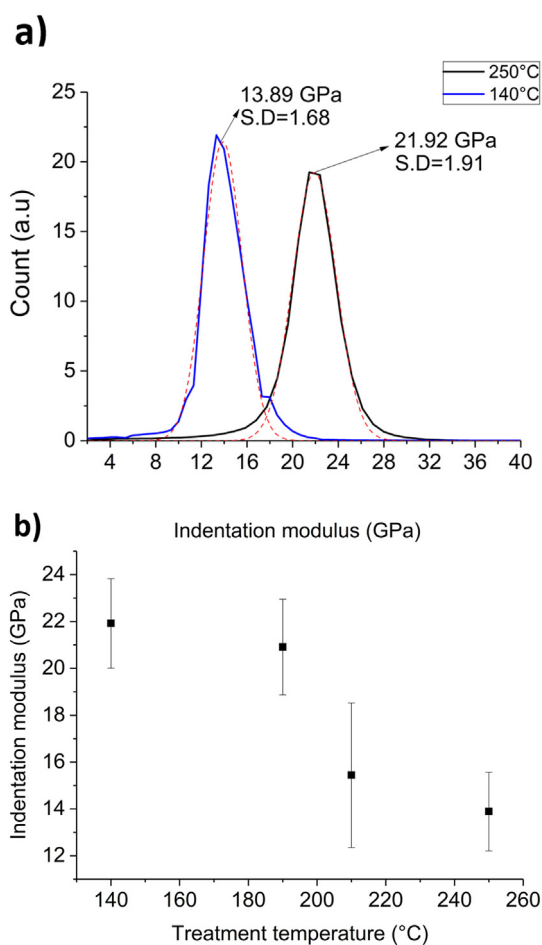 a)
250°C
140°C
13.89 GPa
S.D=1.68
21.92 GPa
S.D=1.91
Count (a.u)
25
20
15
10
5
0
4 8 12 16 20 24 28 32 36 40
Indentation modulus (GPa)
b)
Indentation modulus (GPa)
24
22
20
18
16
14
12
140 160 180 200 220 240 260
Treatment temperature (°C)